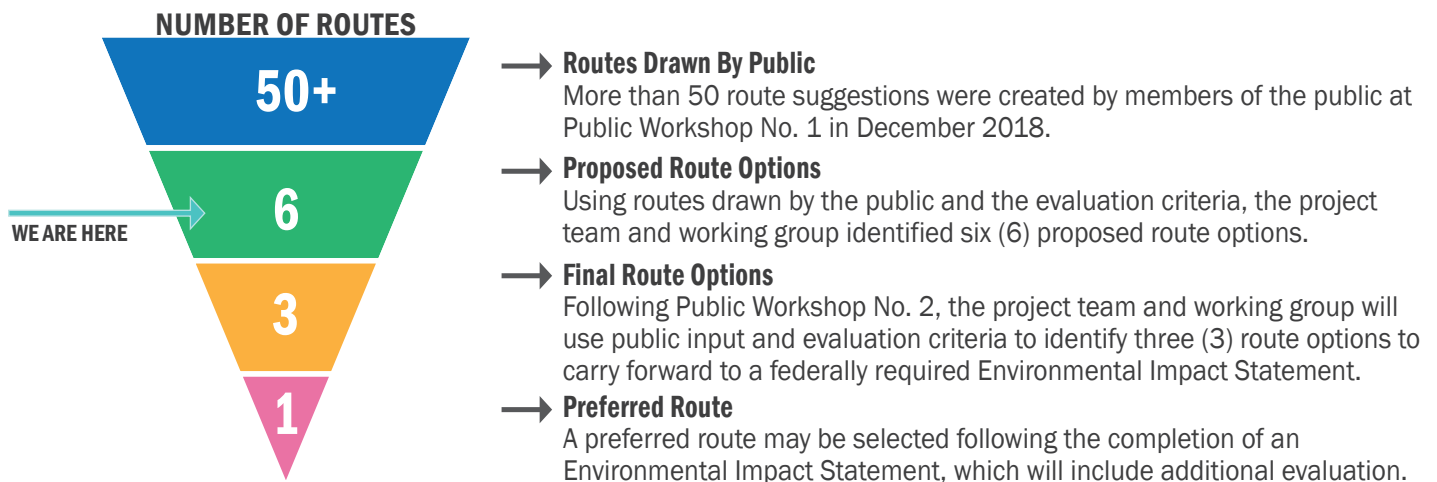 NUMBER OF ROUTES
50+
Routes Drawn By Public
More than 50 route suggestions were created by members of the public at
Public Workshop No. 1 in December 2018.
6
WE ARE HERE
Proposed Route Options
Using routes drawn by the public and the evaluation criteria, the project
team and working group identified six (6) proposed route options.
3
Final Route Options
Following Public Workshop No. 2, the project team and working group will
use public input and evaluation criteria to identify three (3) route options to
carry forward to a federally required Environmental Impact Statement.
1
Preferred Route
A preferred route may be selected following the completion of an
Environmental Impact Statement, which will include additional evaluation.